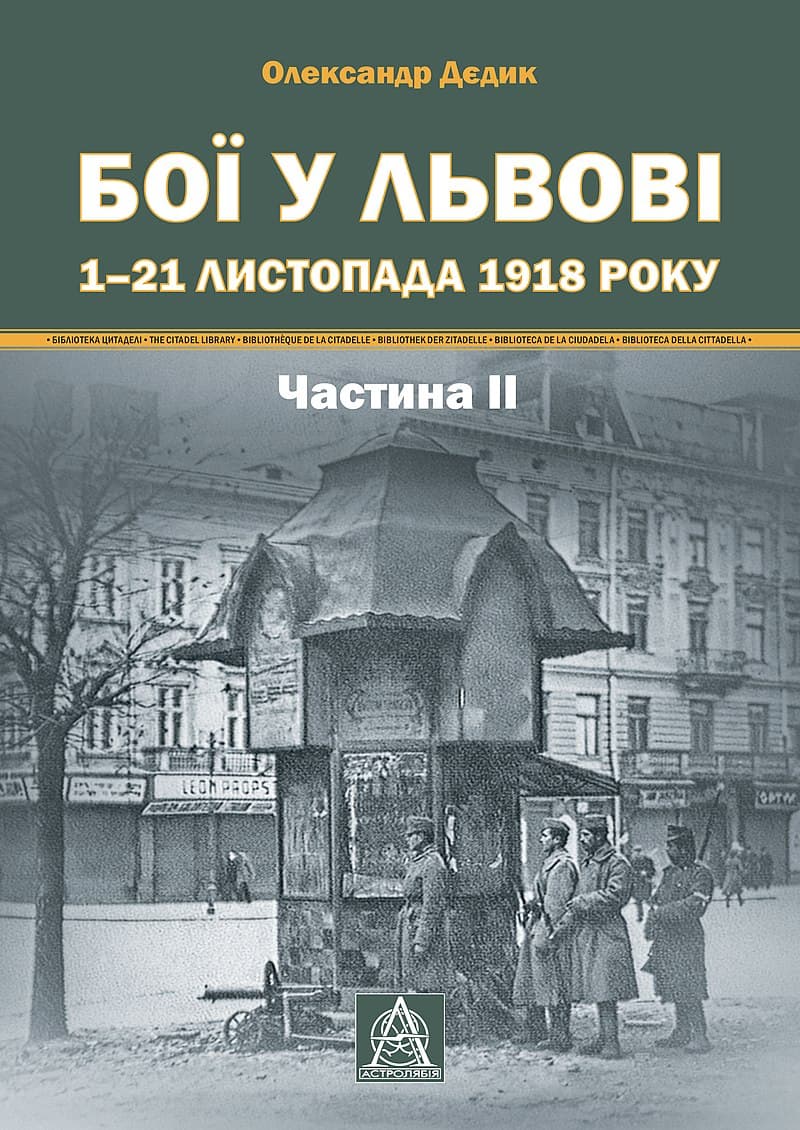 Олександр Дєдик
БОЇ У ЛЬВОВІ
1–21 ЛИСТОПАДА 1918 РОКУ
• БІБЛІОТЕКА ЦИТАДЕЛІ • THE CITADEL LIBRARY • BIBLIOTHÈQUE DE LA CITADELLE • BIBLIOTHEK DER ZITADELLE • BIBLIOTECA DE LA CIUDADELA • BIBLIOTECA DELLA CITTADELLA •
Частина II
LEON PROPS
АСТРОЛЯБІЯ